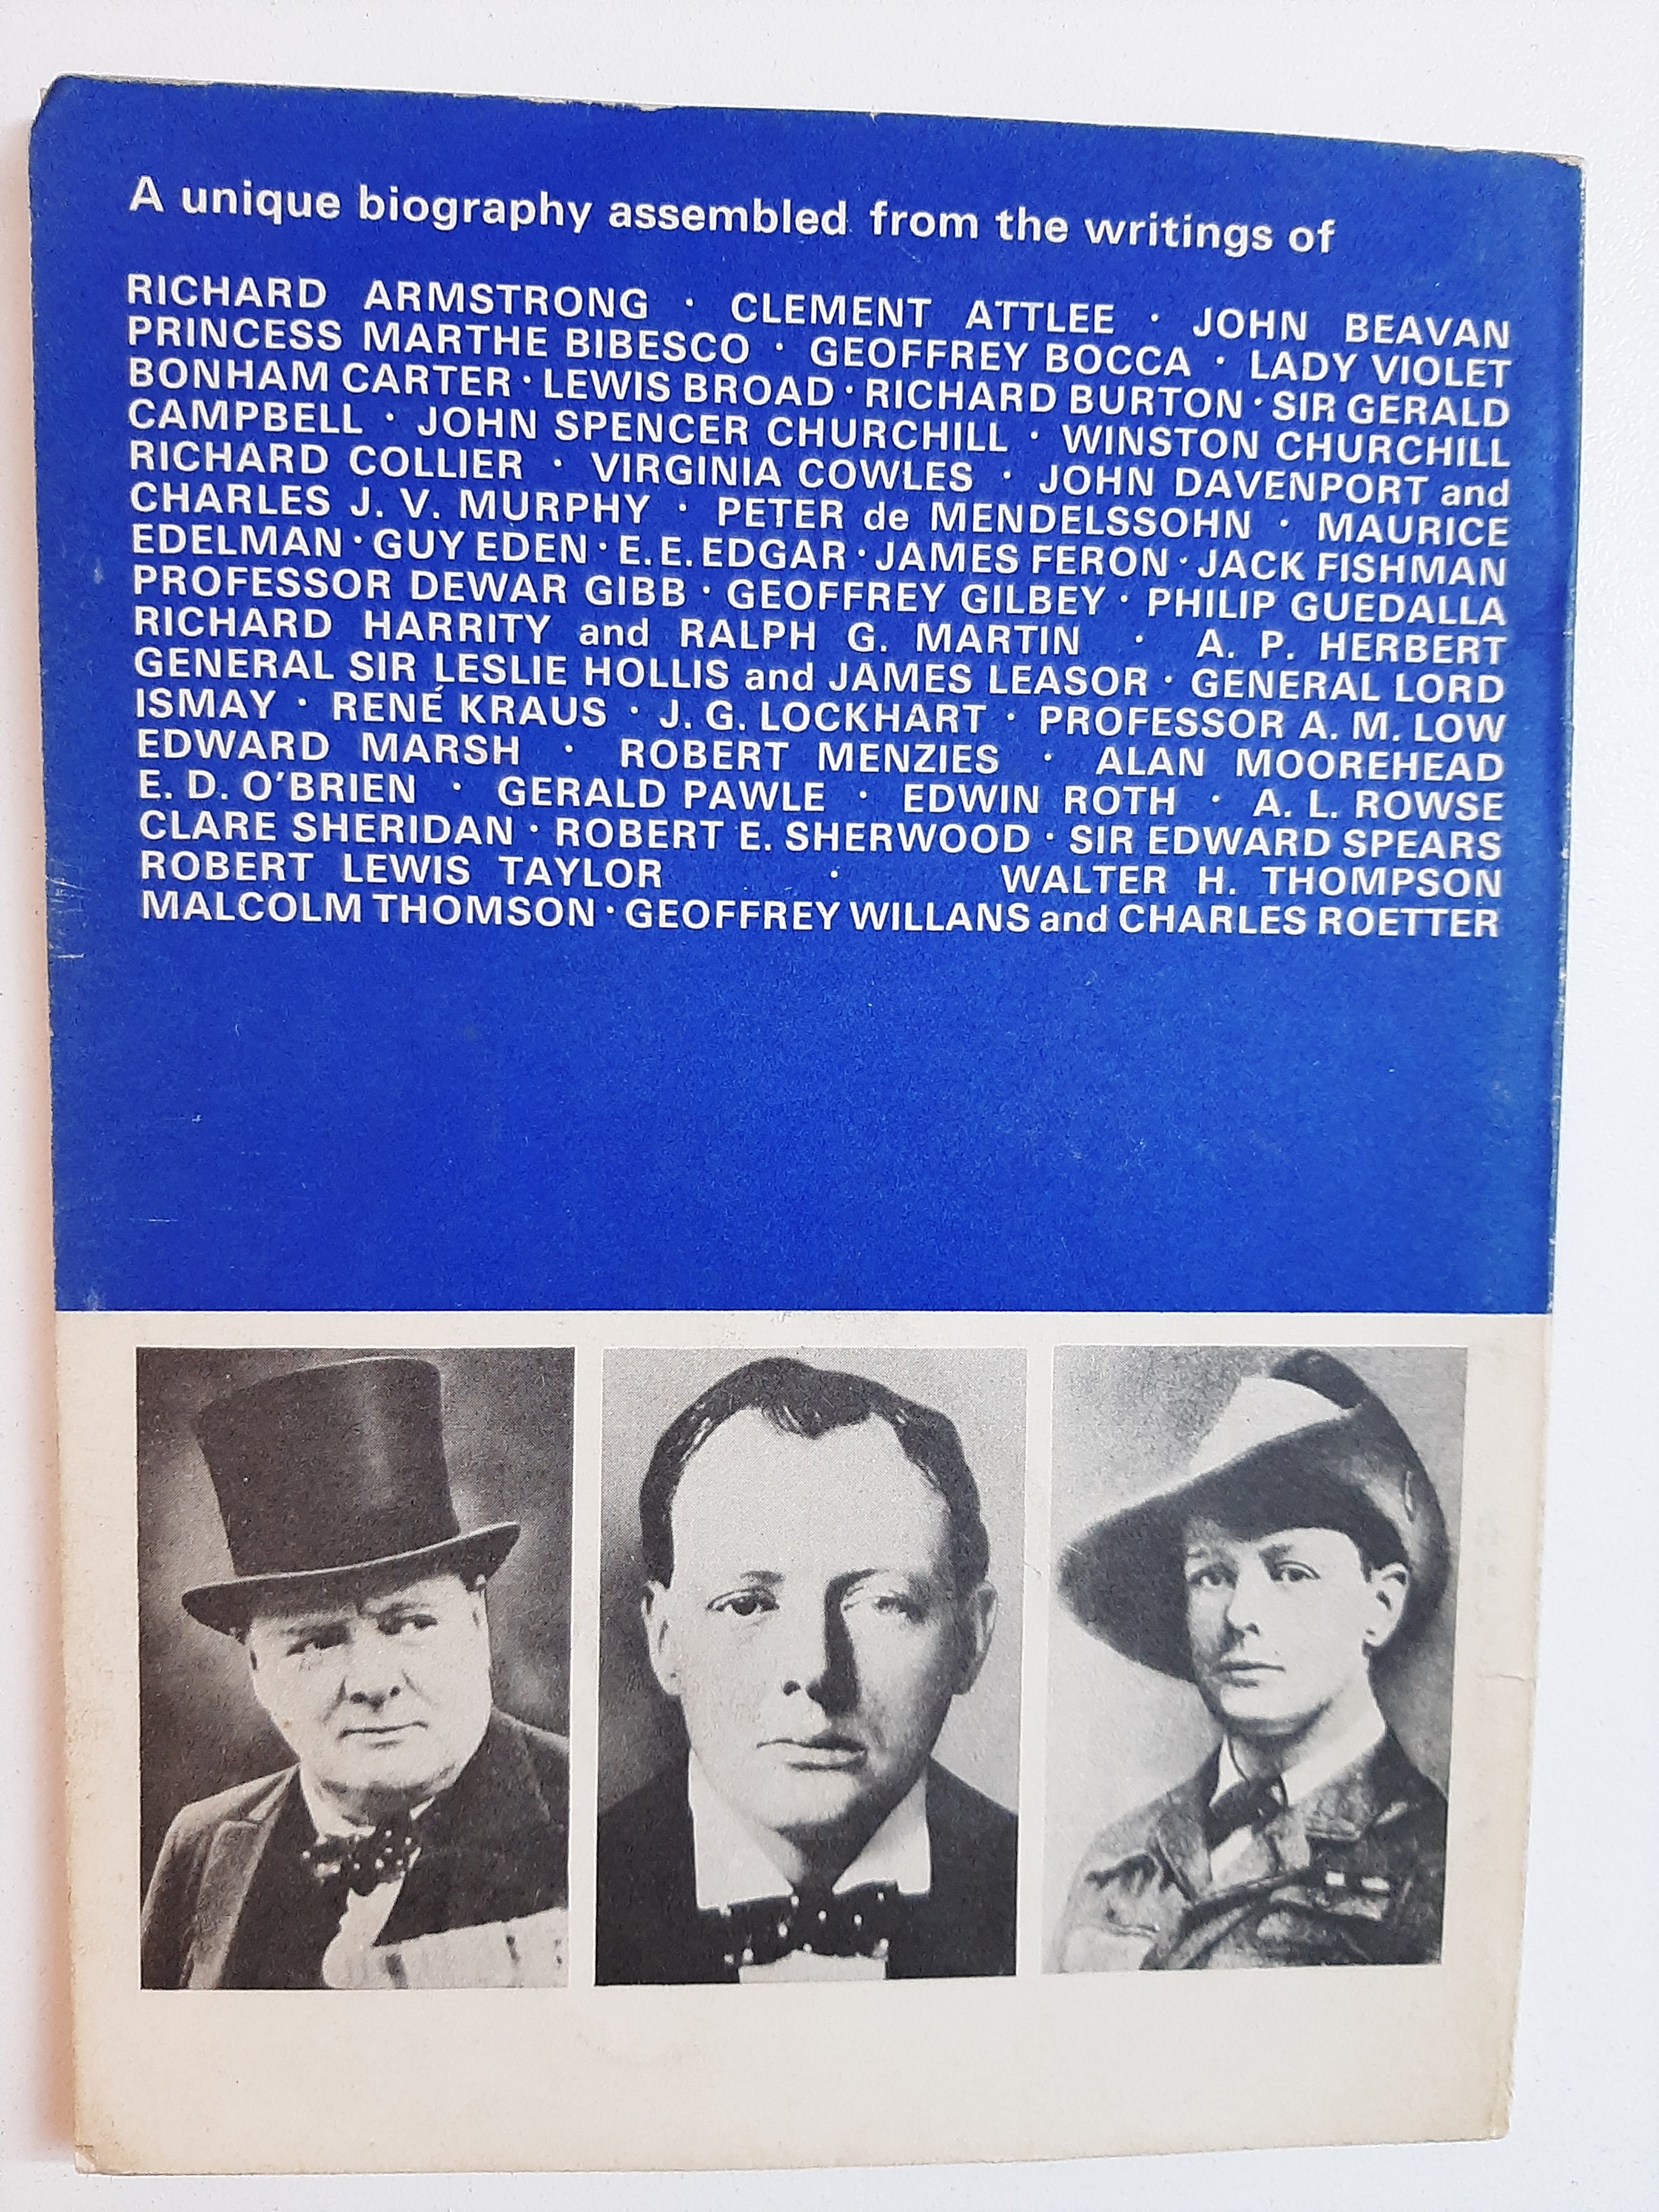 A unique biography assembled from the writings of
RICHARD ARMSTRONG · CLEMENT ATTLEE · JOHN BEAVAN
PRINCESS MARTHE BIBESCO · GEOFFREY BOCCA · LADY VIOLET
BONHAM CARTER · LEWIS BROAD · RICHARD BURTON · SIR GERALD
CAMPBELL · JOHN SPENCER CHURCHILL · WINSTON CHURCHILL
RICHARD COLLIER · VIRGINIA COWLES · JOHN DAVENPORT and
CHARLES J. V. MURPHY · PETER de MENDELSSOHN · MAURICE
EDELMAN · GUY EDEN · E. E. EDGAR · JAMES FERON · JACK FISHMAN
PROFESSOR DEWAR GIBB · GEOFFREY GILBEY · PHILIP GUEDALLA
RICHARD HARRITY and RALPH G. MARTIN · A. P. HERBERT
GENERAL SIR LESLIE HOLLIS and JAMES LEASOR · GENERAL LORD
ISMAY · RENÉ KRAUS · J. G. LOCKHART · PROFESSOR A. M. LOW
EDWARD MARSH · ROBERT MENZIES · ALAN MOOREHEAD
E. D. O'BRIEN · GERALD PAWLE · EDWIN ROTH · A. L. ROWSE
CLARE SHERIDAN · ROBERT E. SHERWOOD · SIR EDWARD SPEARS
ROBERT LEWIS TAYLOR · WALTER H. THOMPSON
MALCOLM THOMSON · GEOFFREY WILLANS and CHARLES ROETTER